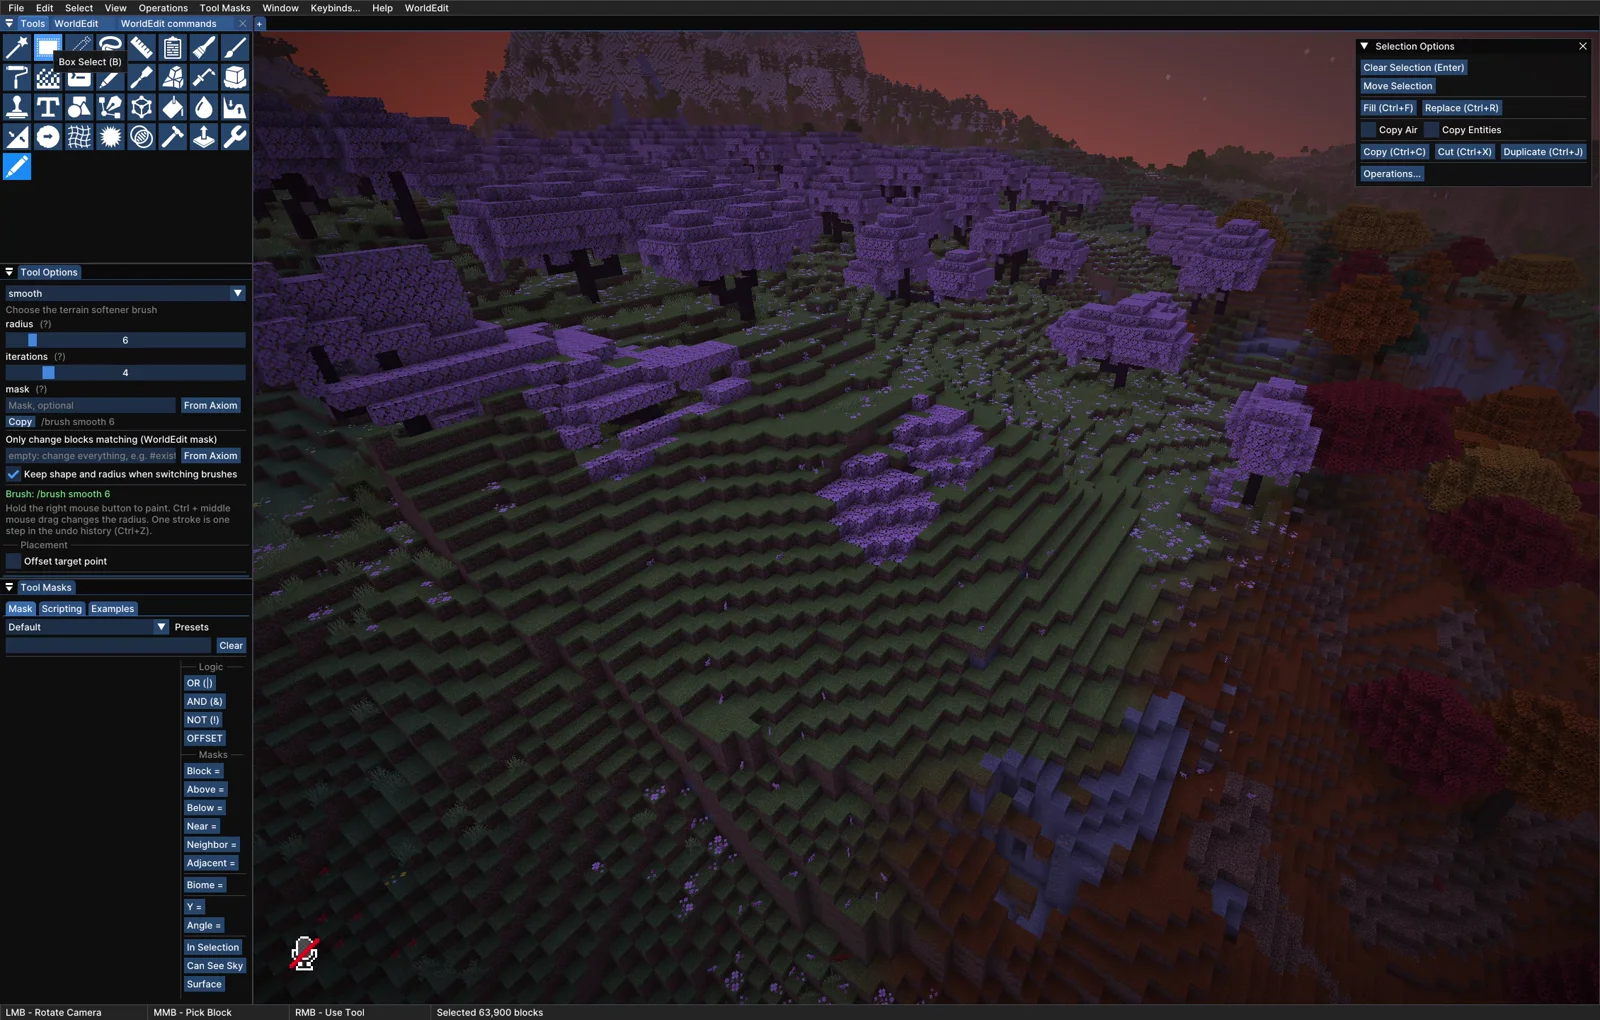 File Edit Select View Operations Tool Masks Window Keybinds... Help WorldEdit
Tools WorldEdit WorldEdit commands
Box Select (B)
Tool Options
smooth
Choose the terrain softener brush
radius (?)
6
iterations (?)
4
mask (?)
Mask, optional From Axiom
Copy /brush smooth 6
Only change blocks matching (WorldEdit mask)
empty: change everything, e.g. #exist From Axiom
Keep shape and radius when switching brushes
Brush: /brush smooth 6
Hold the right mouse button to paint. Ctrl + middle
mouse drag changes the radius. One stroke is one
step in the undo history (Ctrl+Z).
Placement
Offset target point
Tool Masks
Mask Scripting Examples
Default Presets
Clear
Logic
OR (|)
AND (&)
NOT (!)
OFFSET
Masks
Block =
Above =
Below =
Near =
Neighbor =
Adjacent =
Biome =
Y =
Angle =
In Selection
Can See Sky
Surface
Selection Options
Clear Selection (Enter)
Move Selection
Fill (Ctrl+F) Replace (Ctrl+R)
Copy Air Copy Entities
Copy (Ctrl+C) Cut (Ctrl+X) Duplicate (Ctrl+J)
Operations...
LMB - Rotate Camera MMB - Pick Block RMB - Use Tool Selected 63,900 blocks